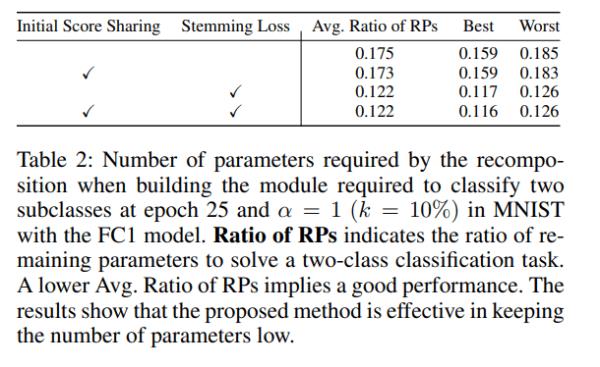 Initial Score Sharing Stemming Loss Avg. Ratio of RPs Best Worst
0.175 0.159 0.185
✓ 0.173 0.159 0.183
✓ 0.122 0.117 0.126
✓ ✓ 0.122 0.116 0.126
Table 2: Number of parameters required by the recompo-
sition when building the module required to classify two
subclasses at epoch 25 and α = 1 (k = 10%) in MNIST
with the FC1 model. Ratio of RPs indicates the ratio of re-
maining parameters to solve a two-class classification task.
A lower Avg. Ratio of RPs implies a good performance. The
results show that the proposed method is effective in keeping
the number of parameters low.